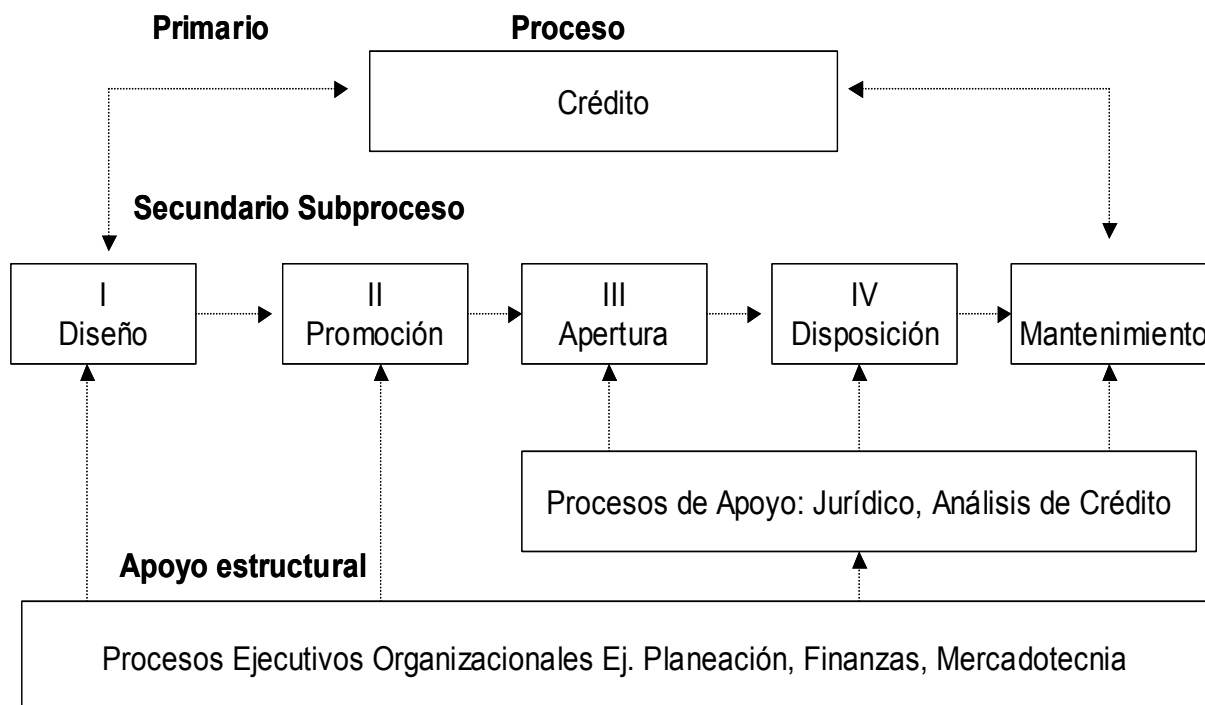 Primario Proceso
Crédito
Secundario Subproceso
I
Diseño
II
Promoción
III
Apertura
IV
Disposición
Mantenimiento
Procesos de Apoyo: Jurídico, Análisis de Crédito
Apoyo estructural
Procesos Ejecutivos Organizacionales Ej. Planeación, Finanzas, Mercadotecnia